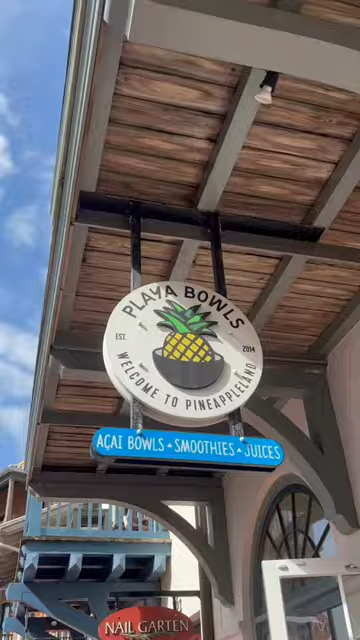 PLAYA BOWLS
EST. 2014
WELCOME TO PINEAPPLELAND
AÇAI BOWLS • SMOOTHIES • JUICES
NAIL GARTEN